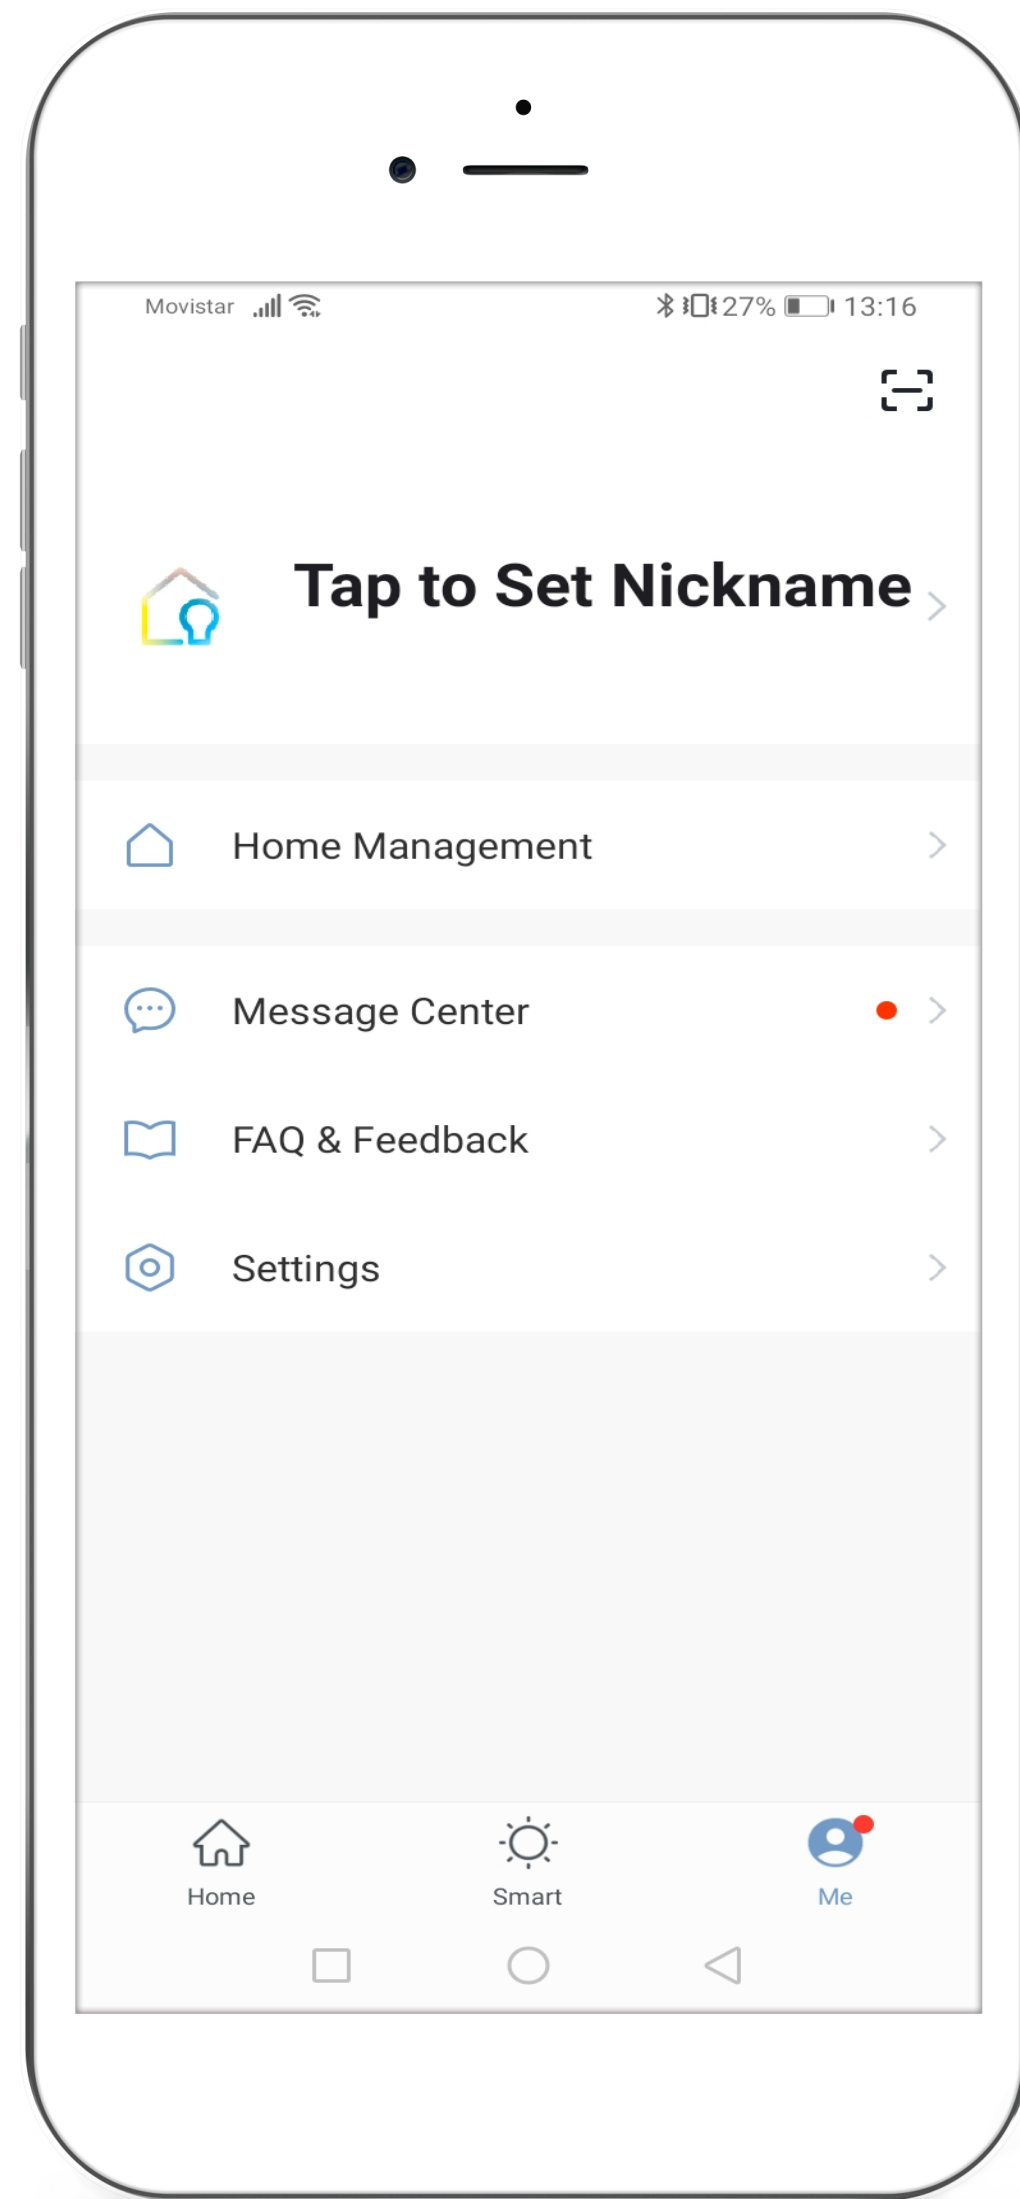 Movistar 27% 13:16
Tap to Set Nickname
Home Management
Message Center
FAQ & Feedback
Settings
Home Smart Me